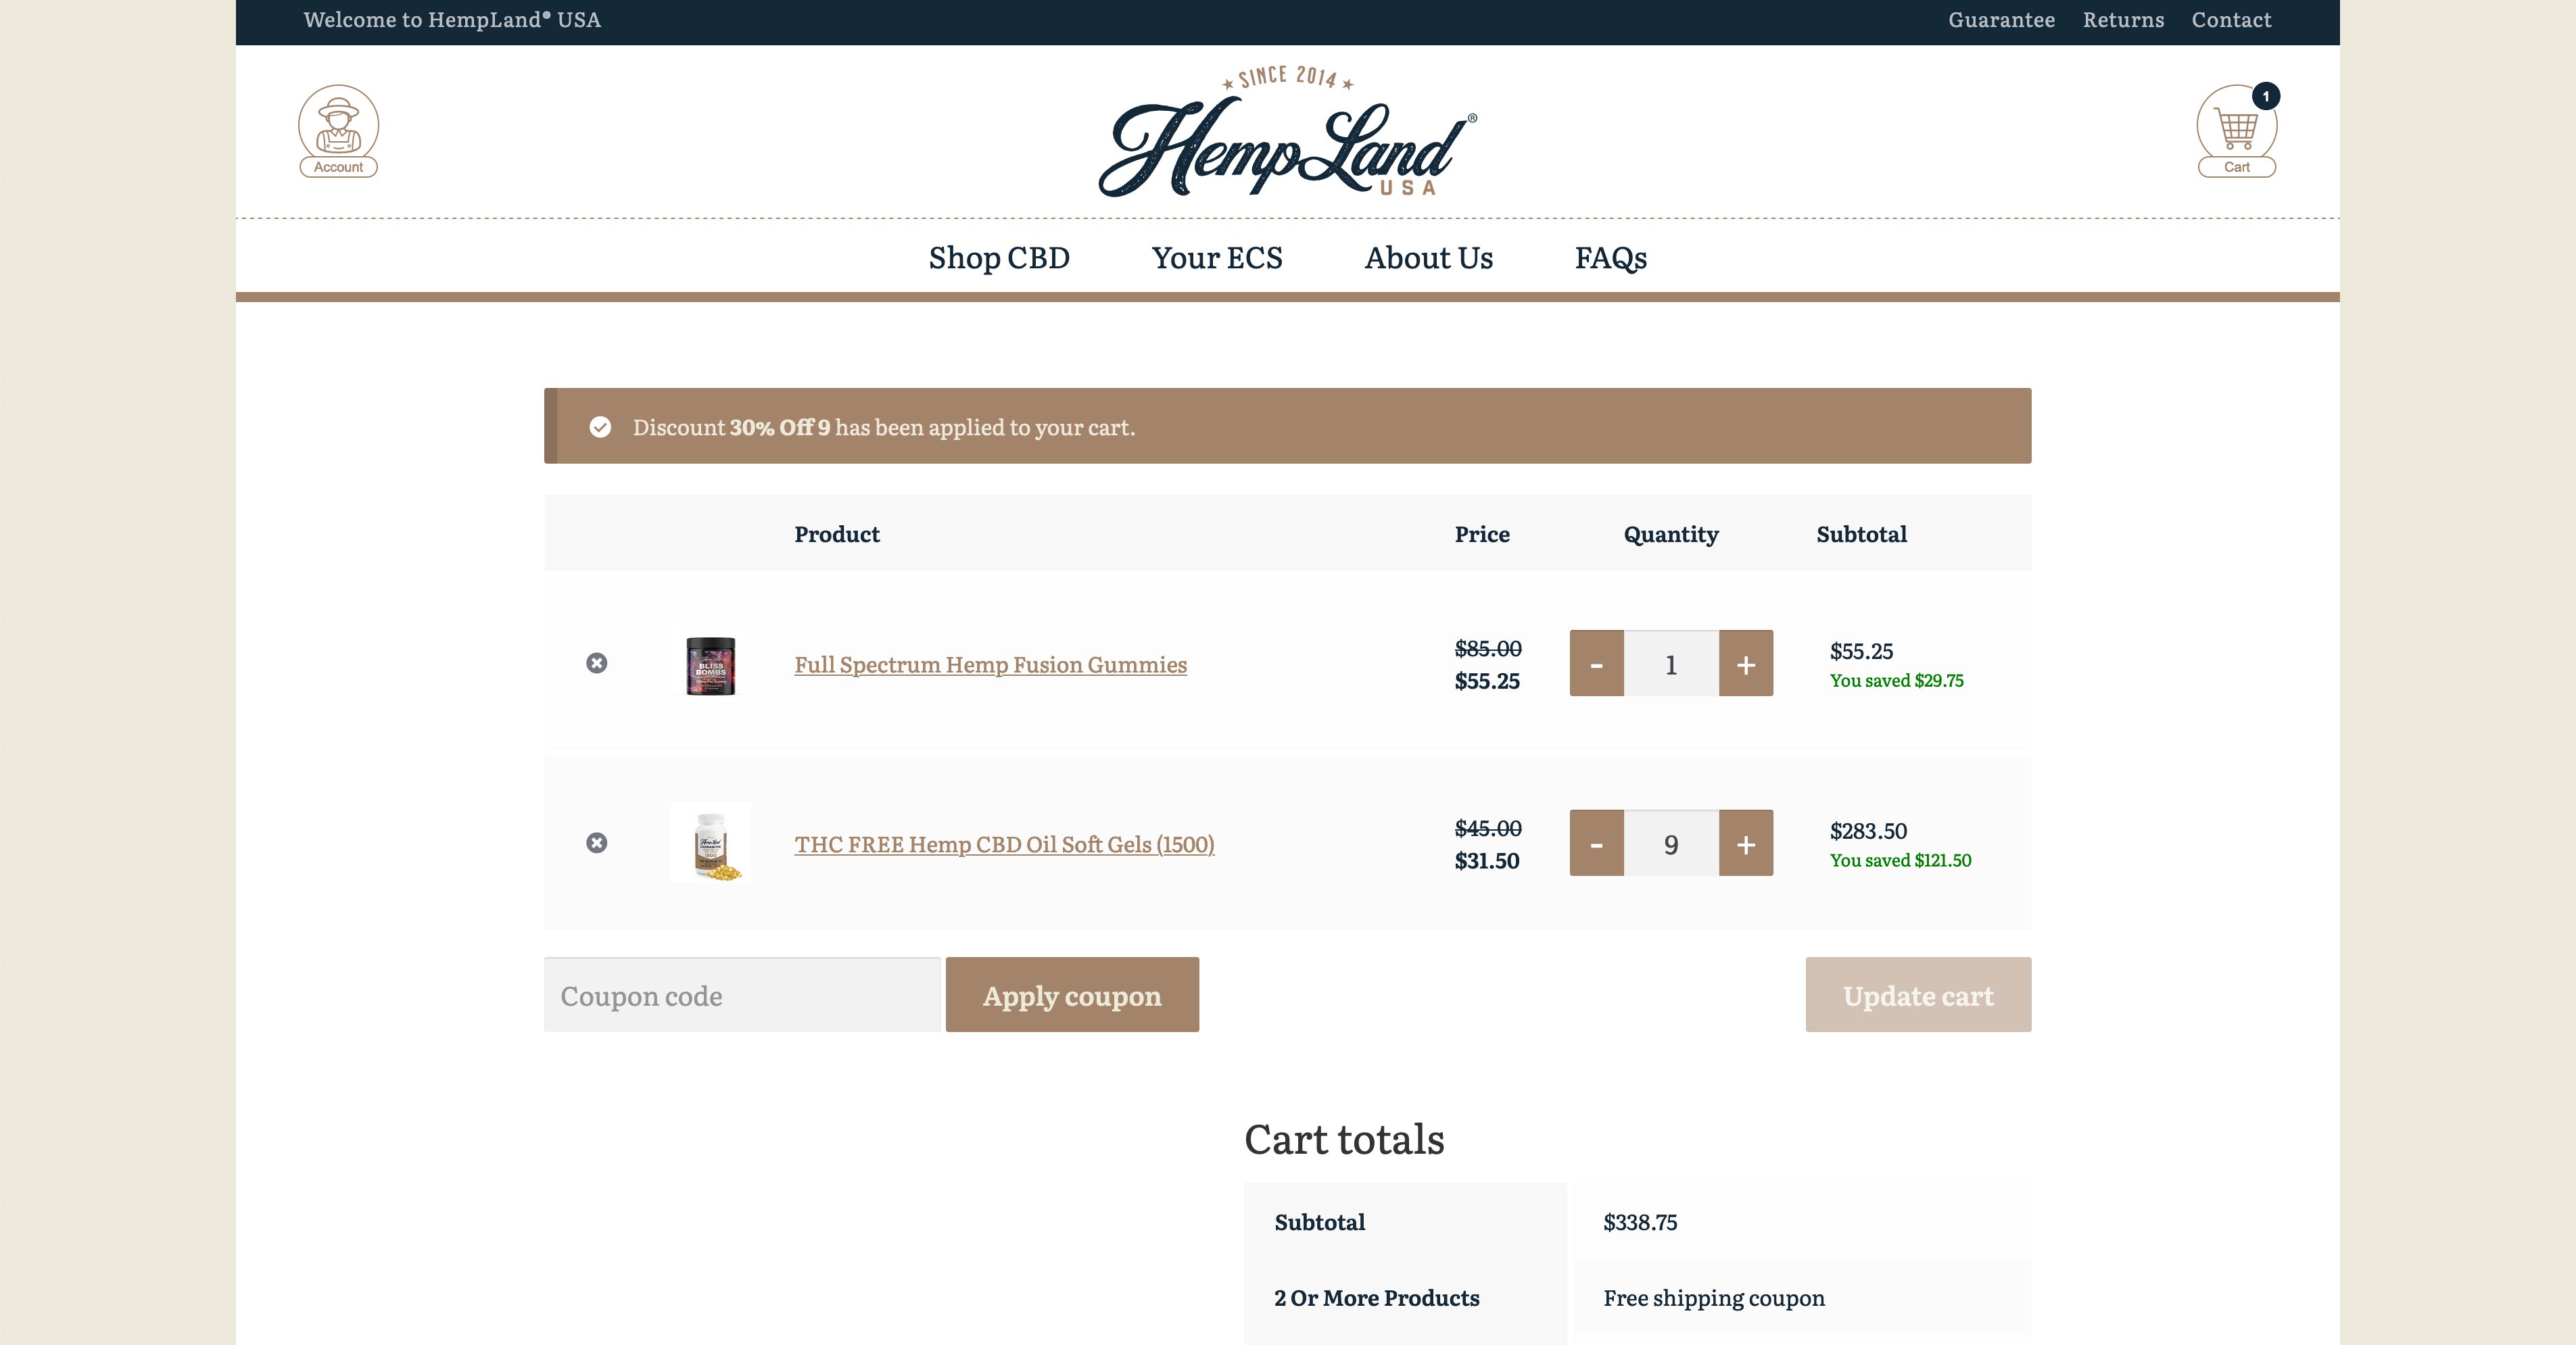 Welcome to HempLand® USA
Guarantee Returns Contact
★ SINCE 2014 ★
HempLand®
USA
Account
1
Cart
Shop CBD Your ECS About Us FAQs
Discount 30% Off 9 has been applied to your cart.
Product Price Quantity Subtotal
BLISS
BOMBS
Full Spectrum Hemp Fusion Gummies
$85.00
$55.25
- 1 +
$55.25
You saved $29.75
HempLand
1500
THC FREE Hemp CBD Oil Soft Gels (1500)
$45.00
$31.50
- 9 +
$283.50
You saved $121.50
Coupon code
Apply coupon
Update cart
Cart totals
Subtotal $338.75
2 Or More Products Free shipping coupon